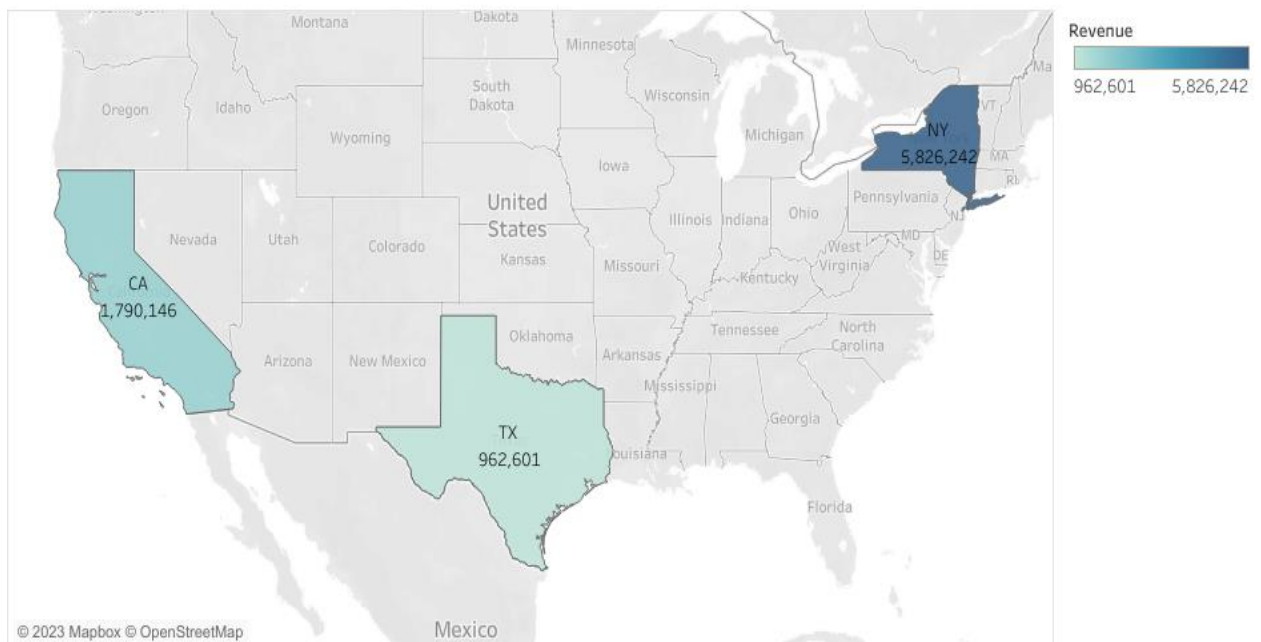 Washington
Montana
Dakota
Minnesota
Ma
Oregon
Idaho
South
Dakota
Wisconsin
Michigan
VT
NY
5,826,242
MA
RI
Wyoming
Iowa
Pennsylvania
NJ
Nevada
Utah
Colorado
United
States
Kansas
Missouri
Illinois
Indiana
Ohio
West
Virginia
MD
DE
Kentucky
CA
1,790,146
Arizona
New Mexico
Oklahoma
Arkansas
Tennessee
North
Carolina
Mississippi
Georgia
TX
962,601
ouisiana
Florida
Mexico
© 2023 Mapbox © OpenStreetMap
Revenue
962,601
5,826,242